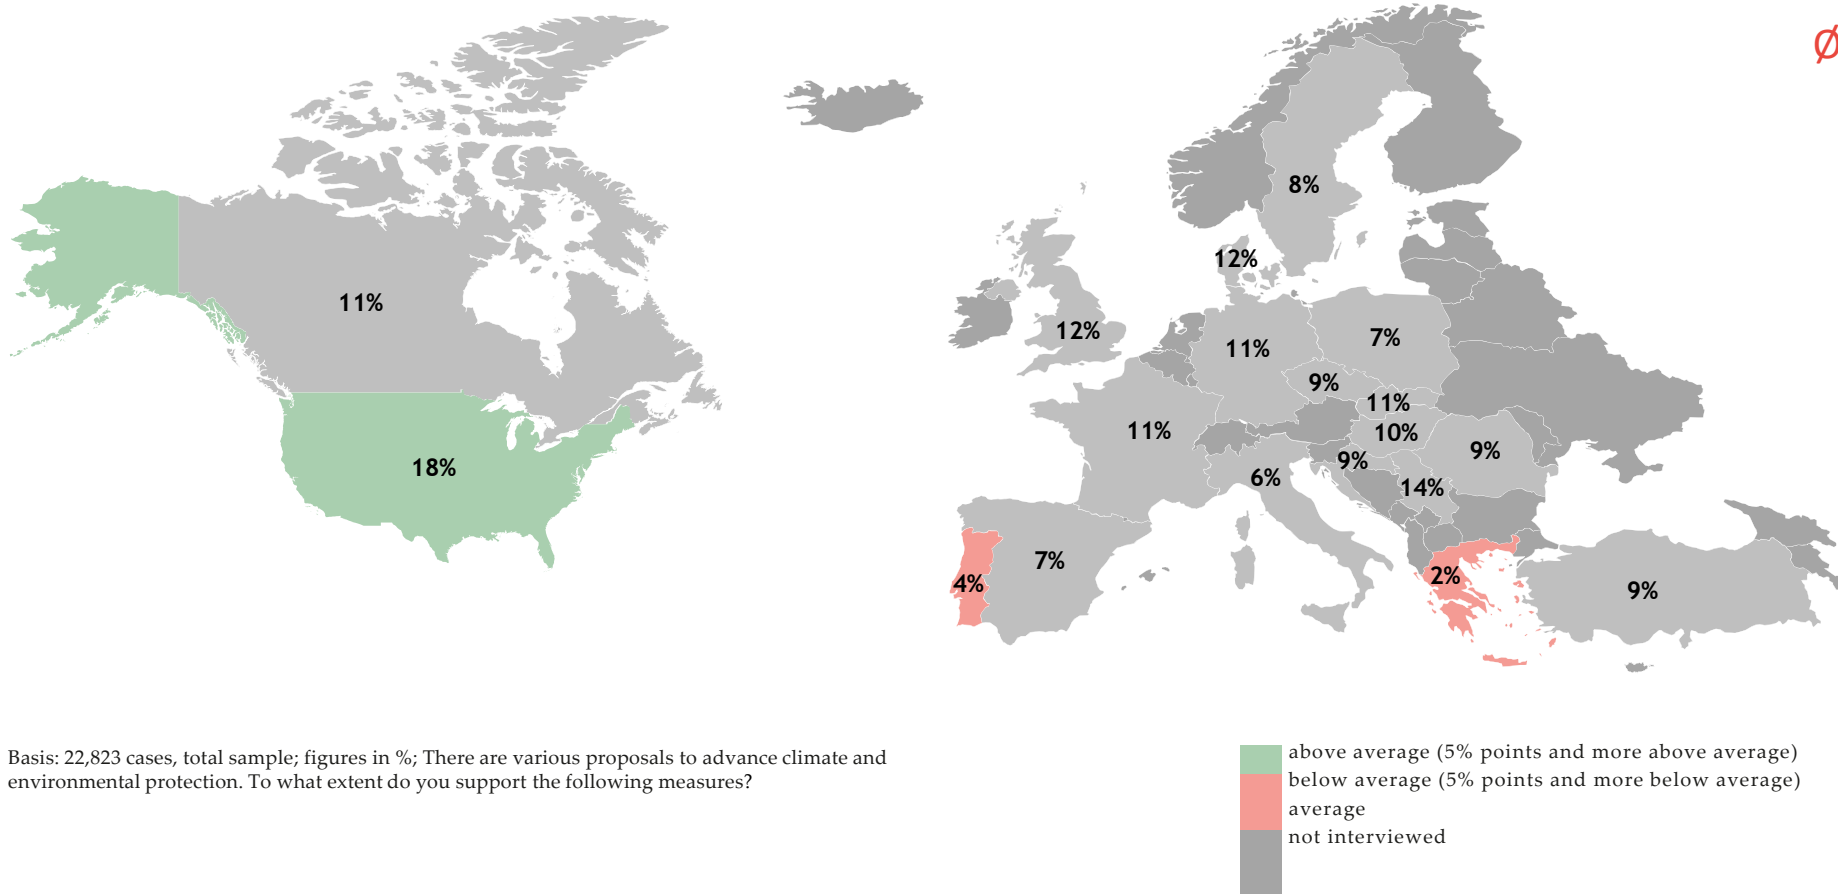 Ø
8%
12%
11%
12%
11%
7%
9%
11%
11%
10%
9%
9%
18%
6%
14%
7%
4%
2%
9%
Basis: 22,823 cases, total sample; figures in %; There are various proposals to advance climate and
environmental protection. To what extent do you support the following measures?
above average (5% points and more above average)
below average (5% points and more below average)
average
not interviewed